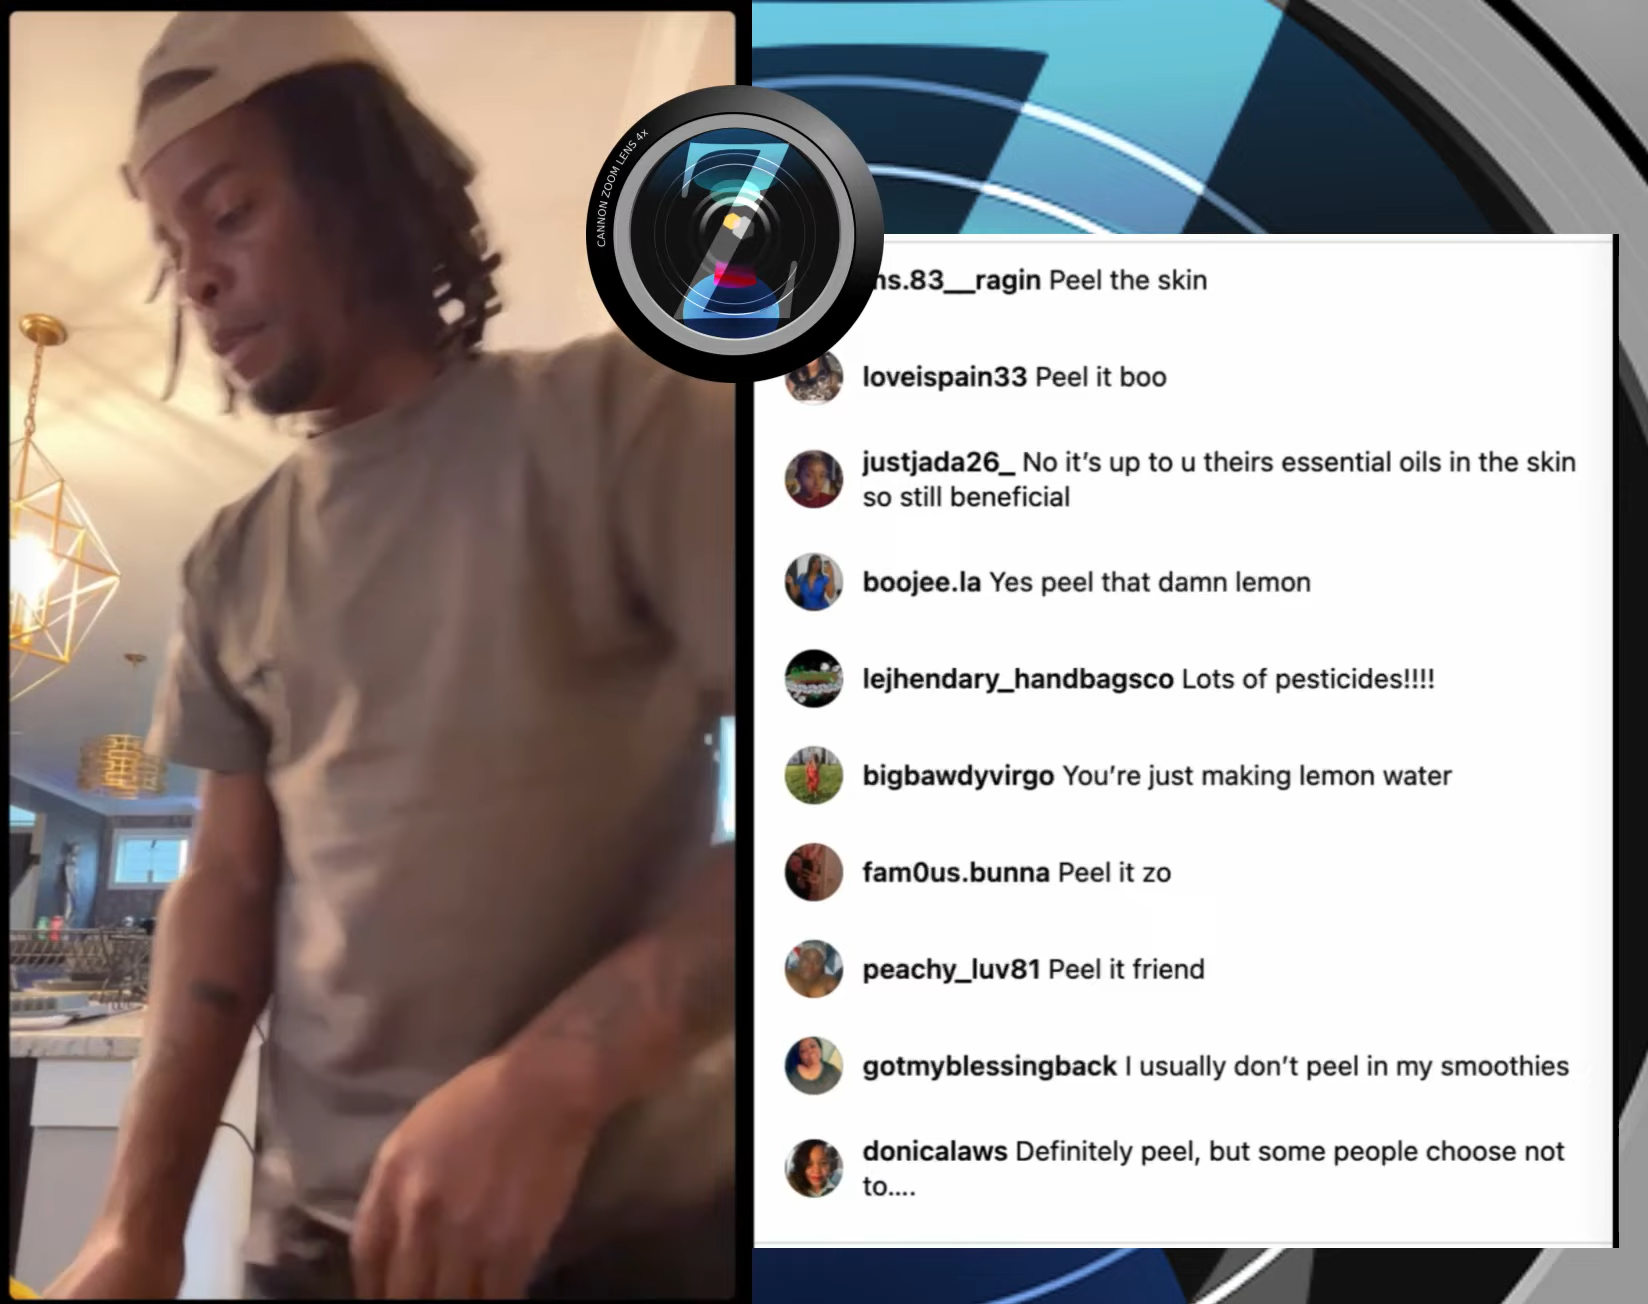 CANNON ZOOM LENS 4x
ns.83__ragin Peel the skin
loveispain33 Peel it boo
justjada26_ No it’s up to u theirs essential oils in the skin
so still beneficial
boojee.la Yes peel that damn lemon
lejhendary_handbagsco Lots of pesticides!!!!
bigbawdyvirgo You’re just making lemon water
fam0us.bunna Peel it zo
peachy_luv81 Peel it friend
gotmyblessingback I usually don’t peel in my smoothies
donicalaws Definitely peel, but some people choose not
to....